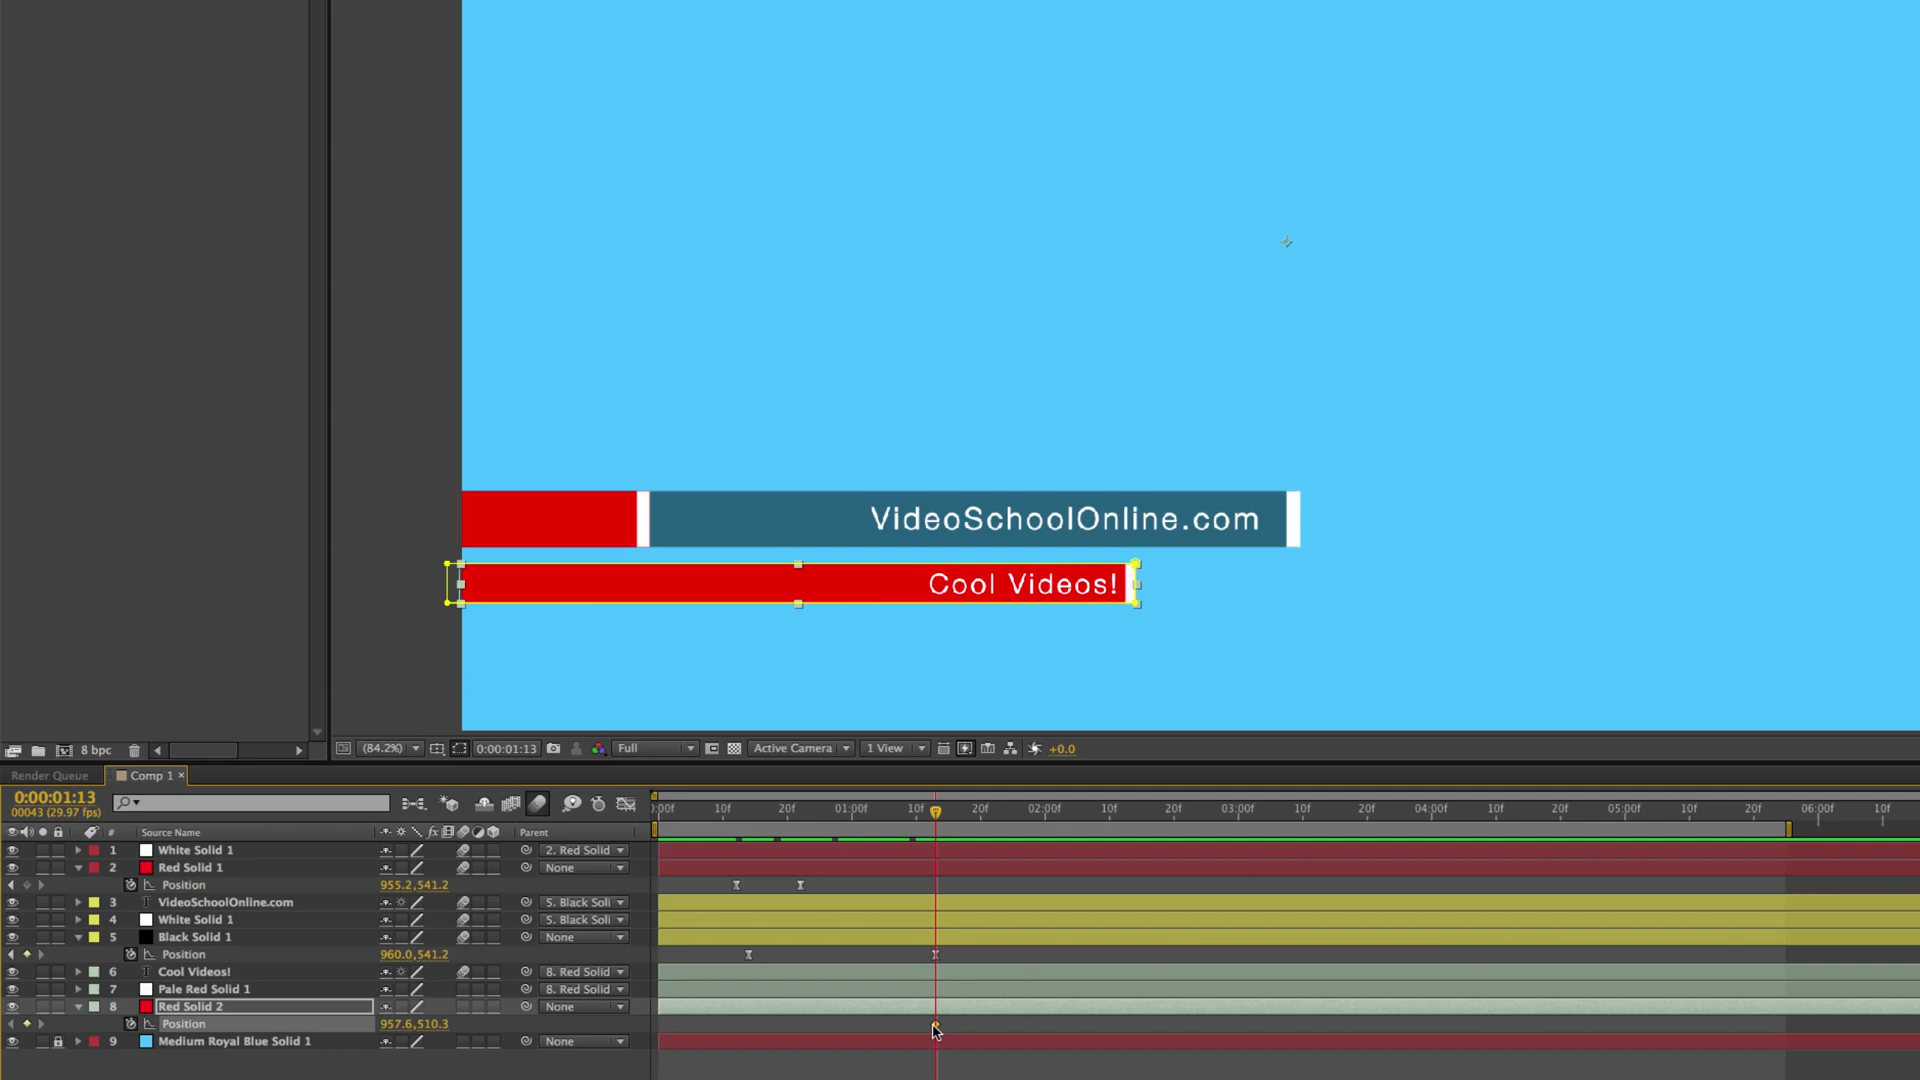 VideoSchoolOnline.com
Cool Videos!
8 bpc
(84.2%)
0:00:01:13
Full
Active Camera
1 View
+0.0
Render Queue
Comp 1
0:00:01:13
00043 (29.97 fps)
:00f 10f 20f 01:00f 10f 20f 02:00f 10f 20f 03:00f 10f 20f 04:00f 10f 20f 05:00f 10f 20f 06:00f 10f
# Source Name fx Parent
1 White Solid 1 2. Red Solid
2 Red Solid 1 None
Position 955.2,541.2
3 T VideoSchoolOnline.com 5. Black Soli
4 White Solid 1 5. Black Soli
5 Black Solid 1 None
Position 960.0,541.2
6 T Cool Videos! 8. Red Solid
7 Pale Red Solid 1 8. Red Solid
8 Red Solid 2 None
Position 957.6,510.3
9 Medium Royal Blue Solid 1 None